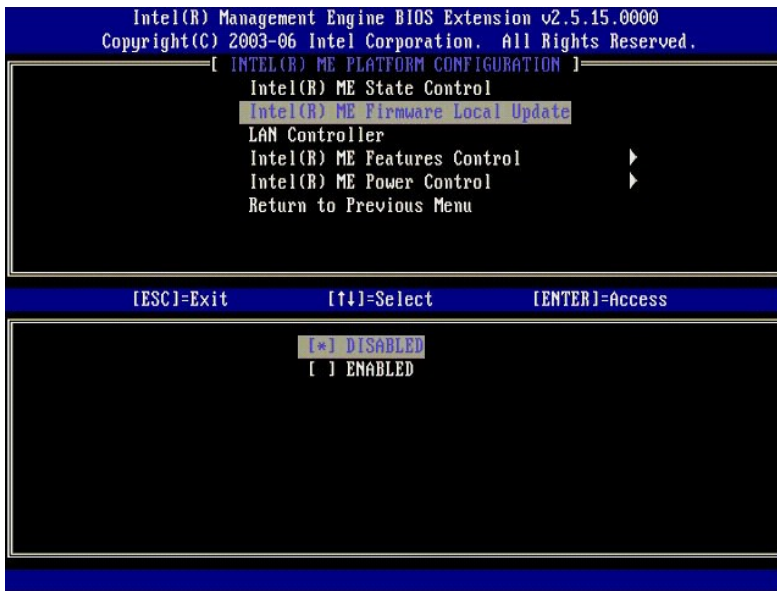 Intel(R) Management Engine BIOS Extension v2.5.15.0000
Copyright(C) 2003-06 Intel Corporation. All Rights Reserved.
[ INTEL(R) ME PLATFORM CONFIGURATION ]
Intel(R) ME State Control
Intel(R) ME Firmware Local Update
LAN Controller
Intel(R) ME Features Control
Intel(R) ME Power Control
Return to Previous Menu
[ESC]=Exit [↑↓]=Select [ENTER]=Access
[*] DISABLED
[ ] ENABLED